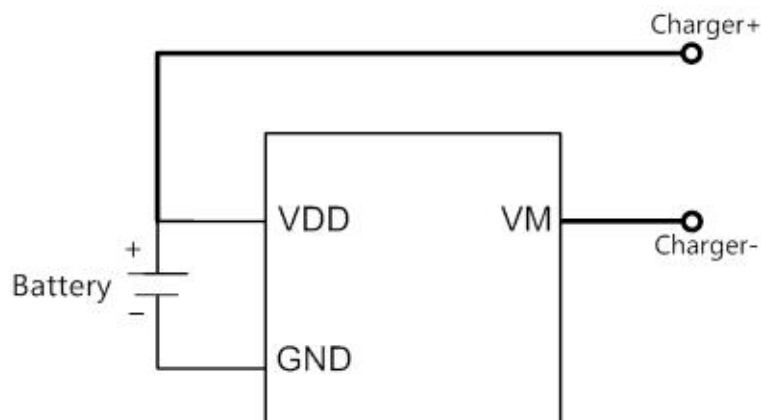 Charger+
VDD
VM
Charger-
+
Battery
−
GND